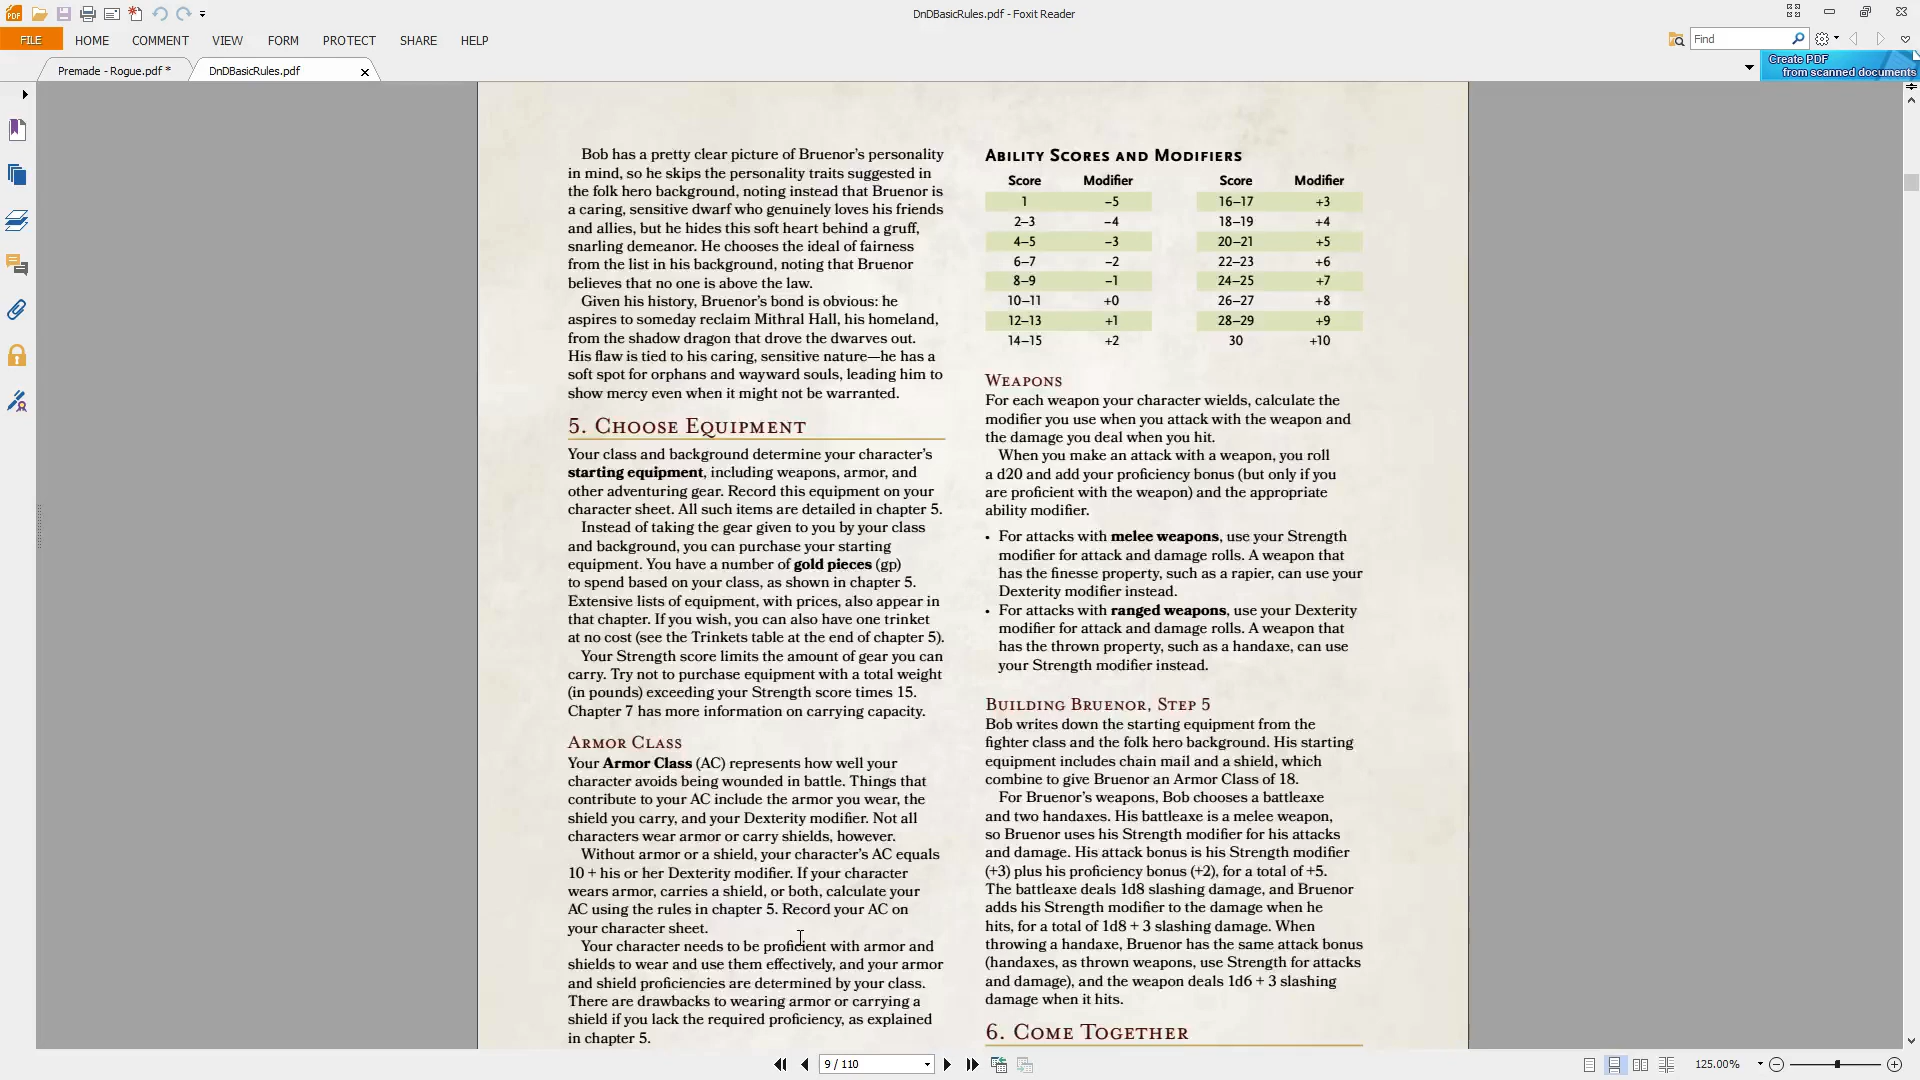 DnDBasicRules.pdf - Foxit Reader
FILE HOME COMMENT VIEW FORM PROTECT SHARE HELP
Find
Premade - Rogue.pdf *
DnDBasicRules.pdf
Create PDF
from scanned documents
Bob has a pretty clear picture of Bruenor’s personality
in mind, so he skips the personality traits suggested in
the folk hero background, noting instead that Bruenor is
a caring, sensitive dwarf who genuinely loves his friends
and allies, but he hides this soft heart behind a gruff,
snarling demeanor. He chooses the ideal of fairness
from the list in his background, noting that Bruenor
believes that no one is above the law.
Given his history, Bruenor’s bond is obvious: he
aspires to someday reclaim Mithral Hall, his homeland,
from the shadow dragon that drove the dwarves out.
His flaw is tied to his caring, sensitive nature—he has a
soft spot for orphans and wayward souls, leading him to
show mercy even when it might not be warranted.
5. Choose Equipment
Your class and background determine your character’s
starting equipment, including weapons, armor, and
other adventuring gear. Record this equipment on your
character sheet. All such items are detailed in chapter 5.
Instead of taking the gear given to you by your class
and background, you can purchase your starting
equipment. You have a number of gold pieces (gp)
to spend based on your class, as shown in chapter 5.
Extensive lists of equipment, with prices, also appear in
that chapter. If you wish, you can also have one trinket
at no cost (see the Trinkets table at the end of chapter 5).
Your Strength score limits the amount of gear you can
carry. Try not to purchase equipment with a total weight
(in pounds) exceeding your Strength score times 15.
Chapter 7 has more information on carrying capacity.
Armor Class
Your Armor Class (AC) represents how well your
character avoids being wounded in battle. Things that
contribute to your AC include the armor you wear, the
shield you carry, and your Dexterity modifier. Not all
characters wear armor or carry shields, however.
Without armor or a shield, your character’s AC equals
10 + his or her Dexterity modifier. If your character
wears armor, carries a shield, or both, calculate your
AC using the rules in chapter 5. Record your AC on
your character sheet.
Your character needs to be proficient with armor and
shields to wear and use them effectively, and your armor
and shield proficiencies are determined by your class.
There are drawbacks to wearing armor or carrying a
shield if you lack the required proficiency, as explained
in chapter 5.
Ability Scores and Modifiers
Score Modifier Score Modifier
1 –5 16–17 +3
2–3 –4 18–19 +4
4–5 –3 20–21 +5
6–7 –2 22–23 +6
8–9 –1 24–25 +7
10–11 +0 26–27 +8
12–13 +1 28–29 +9
14–15 +2 30 +10
Weapons
For each weapon your character wields, calculate the
modifier you use when you attack with the weapon and
the damage you deal when you hit.
When you make an attack with a weapon, you roll
a d20 and add your proficiency bonus (but only if you
are proficient with the weapon) and the appropriate
ability modifier.
• For attacks with melee weapons, use your Strength
modifier for attack and damage rolls. A weapon that
has the finesse property, such as a rapier, can use your
Dexterity modifier instead.
• For attacks with ranged weapons, use your Dexterity
modifier for attack and damage rolls. A weapon that
has the thrown property, such as a handaxe, can use
your Strength modifier instead.
Building Bruenor, Step 5
Bob writes down the starting equipment from the
fighter class and the folk hero background. His starting
equipment includes chain mail and a shield, which
combine to give Bruenor an Armor Class of 18.
For Bruenor’s weapons, Bob chooses a battleaxe
and two handaxes. His battleaxe is a melee weapon,
so Bruenor uses his Strength modifier for his attacks
and damage. His attack bonus is his Strength modifier
(+3) plus his proficiency bonus (+2), for a total of +5.
The battleaxe deals 1d8 slashing damage, and Bruenor
adds his Strength modifier to the damage when he
hits, for a total of 1d8 + 3 slashing damage. When
throwing a handaxe, Bruenor has the same attack bonus
(handaxes, as thrown weapons, use Strength for attacks
and damage), and the weapon deals 1d6 + 3 slashing
damage when it hits.
6. Come Together
9 / 110
125.00%